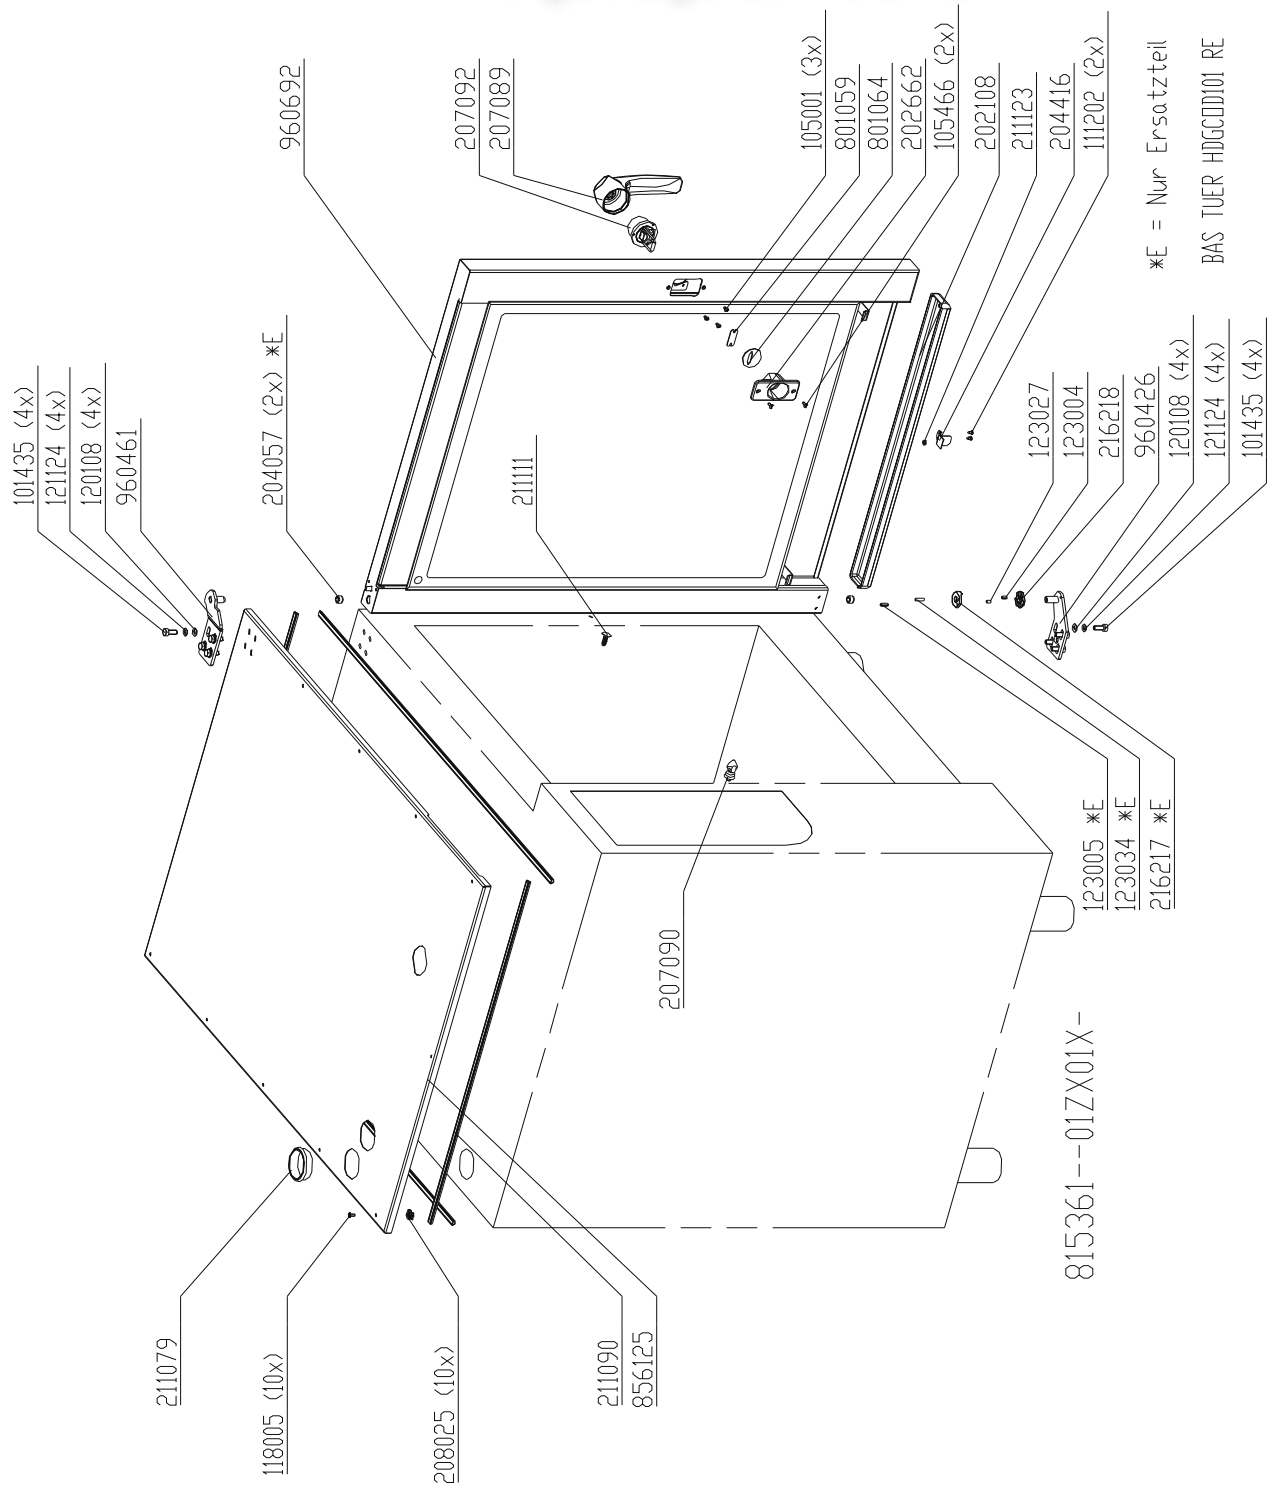 101435 (4x)
121124 (4x)
120108 (4x)
960461
204057 (2x) *E
960692
207092
207089
211111
105001 (3x)
801059
801064
202662
105466 (2x)
202108
211123
204416
111202 (2x)
*E = Nur Ersatzteil
BAS TUER HDGCDD101 RE
123027
123004
216218
960426
120108 (4x)
121124 (4x)
101435 (4x)
123005 *E
123034 *E
216217 *E
207090
211079
118005 (10x)
208025 (10x)
211090
856125
815361--01ZX01X-